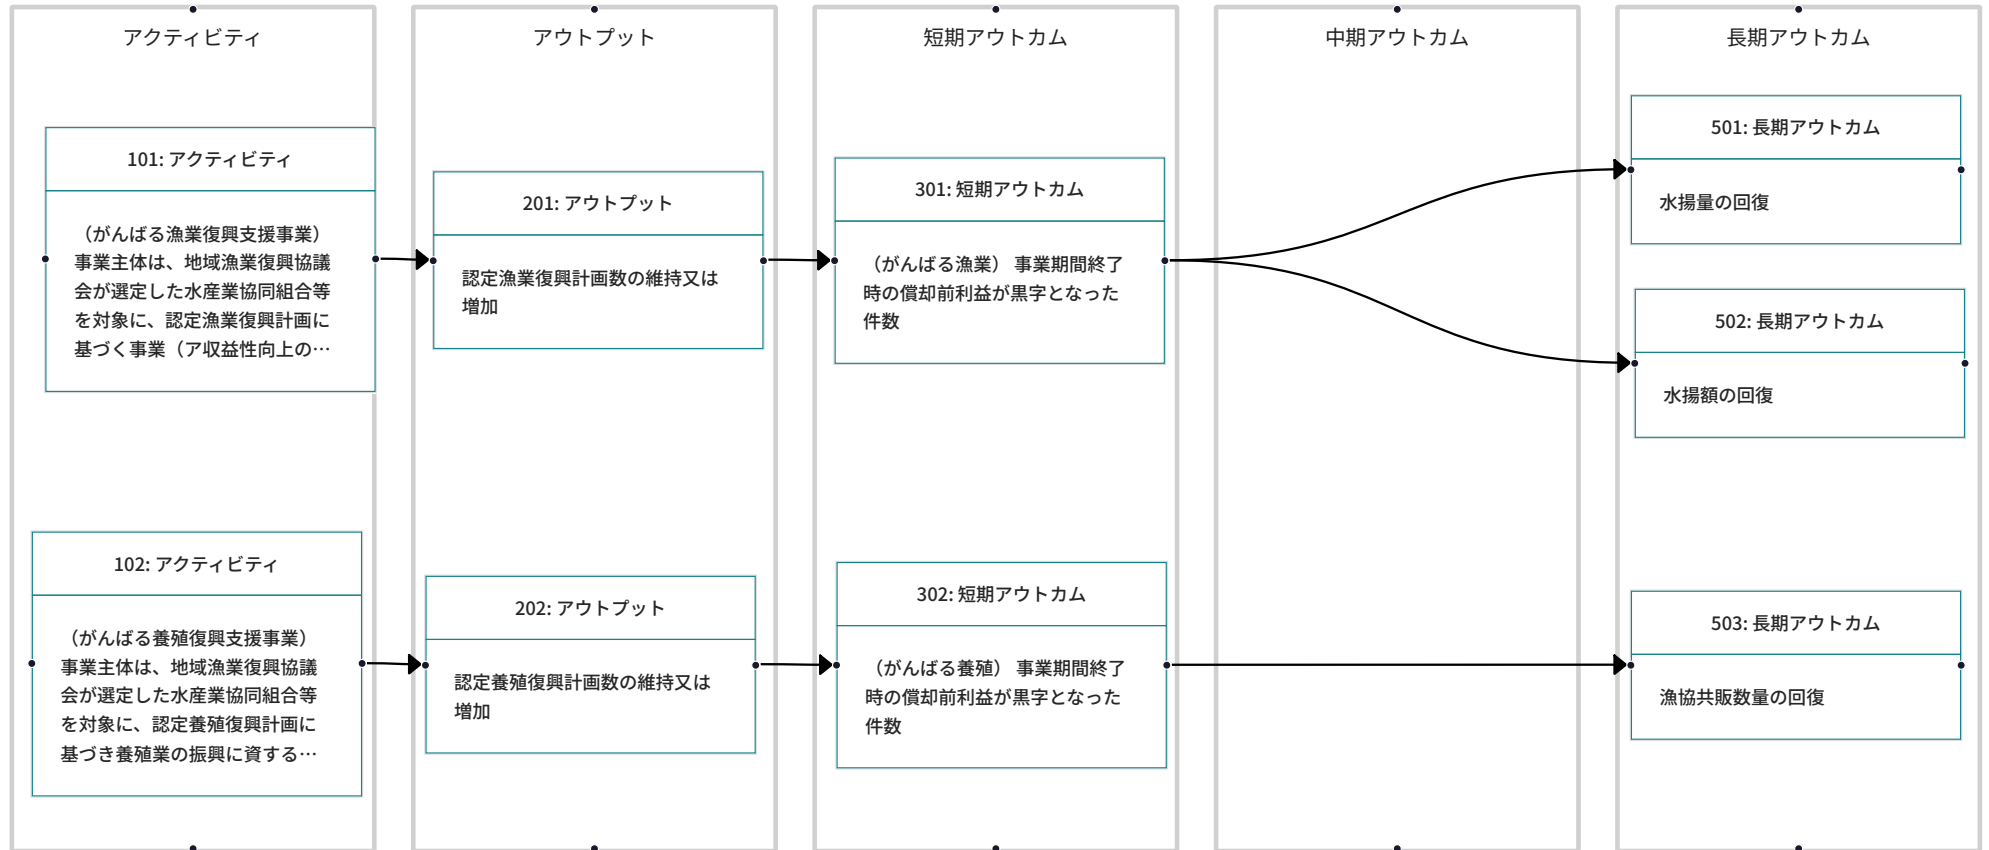 アクティビティ
アウトプット
短期アウトカム
中期アウトカム
長期アウトカム
101: アクティビティ
（がんばる漁業復興支援事業）
事業主体は、地域漁業復興協議
会が選定した水産業協同組合等
を対象に、認定漁業復興計画に
基づく事業（ア収益性向上の…
201: アウトプット
認定漁業復興計画数の維持又は
増加
301: 短期アウトカム
（がんばる漁業） 事業期間終了
時の償却前利益が黒字となった
件数
501: 長期アウトカム
水揚量の回復
502: 長期アウトカム
水揚額の回復
102: アクティビティ
（がんばる養殖復興支援事業）
事業主体は、地域漁業復興協議
会が選定した水産業協同組合等
を対象に、認定養殖復興計画に
基づき養殖業の振興に資する…
202: アウトプット
認定養殖復興計画数の維持又は
増加
302: 短期アウトカム
（がんばる養殖） 事業期間終了
時の償却前利益が黒字となった
件数
503: 長期アウトカム
漁協共販数量の回復